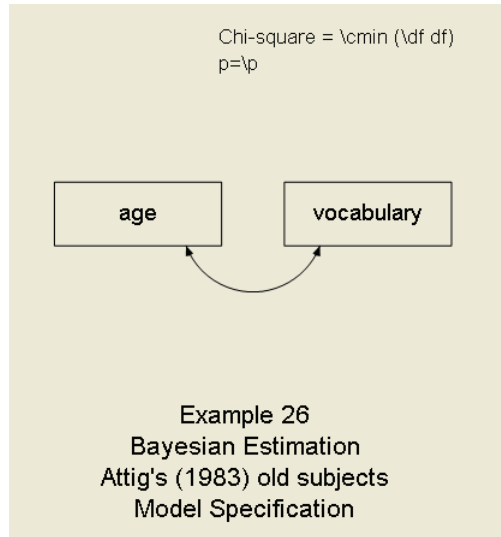 Chi-square = \cmin (\df df)
p=\p
age
vocabulary
Example 26
Bayesian Estimation
Attig's (1983) old subjects
Model Specification